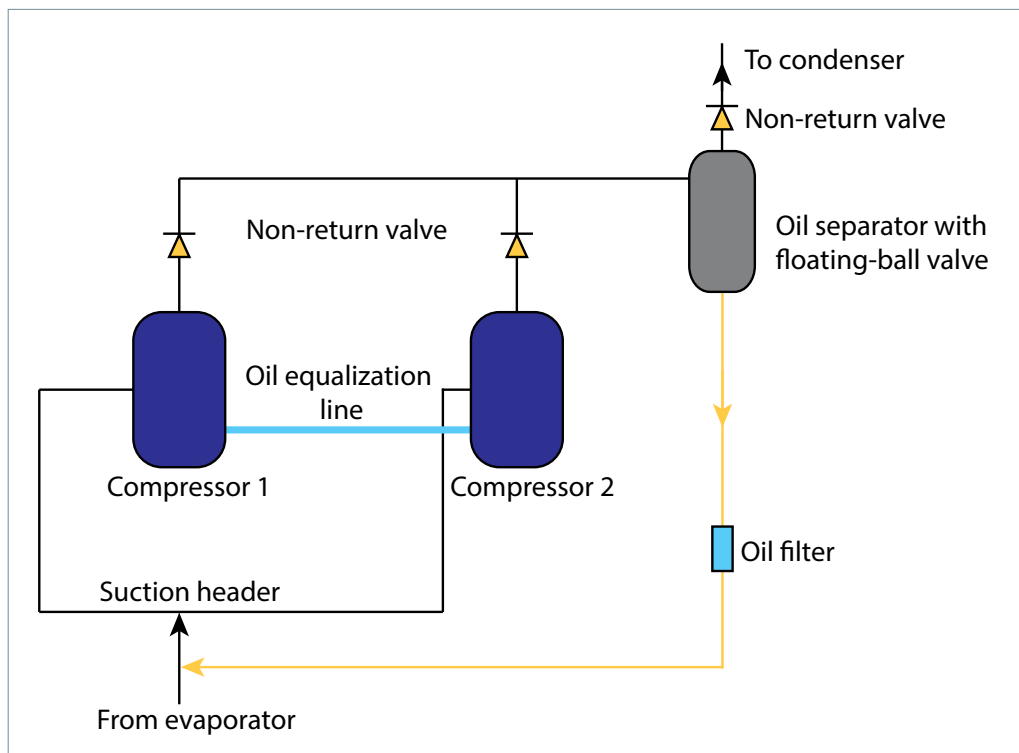 To condenser
Non-return valve
Non-return valve
Oil separator with
floating-ball valve
Oil equalization
line
Compressor 1
Compressor 2
Oil filter
Suction header
From evaporator